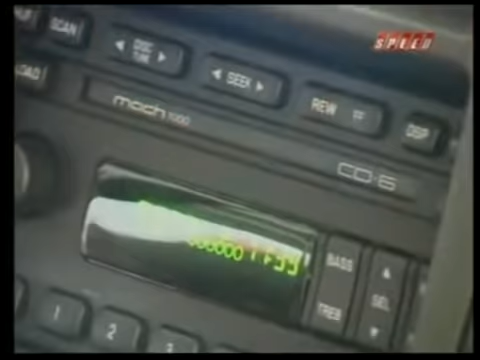 SPEED
SCAN
◄ DISC TUNE ►
◄ SEEK ►
REW FF
DSP
mach 1000
CD·6
BASS
TREB
▲
SEL
▼
1
2
3